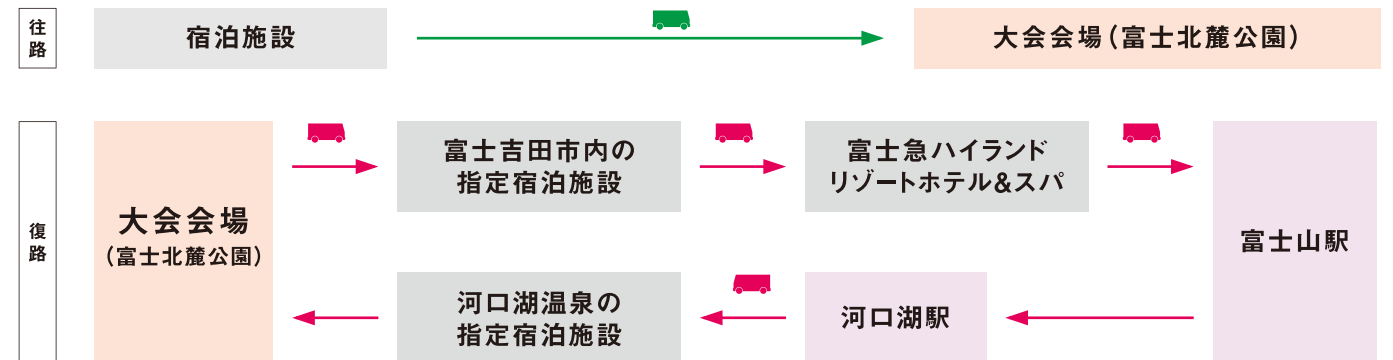 往路
宿泊施設
大会会場(富士北麓公園)
復路
大会会場
(富士北麓公園)
富士吉田市内の
指定宿泊施設
富士急ハイランド
リゾートホテル&スパ
富士山駅
河口湖温泉の
指定宿泊施設
河口湖駅